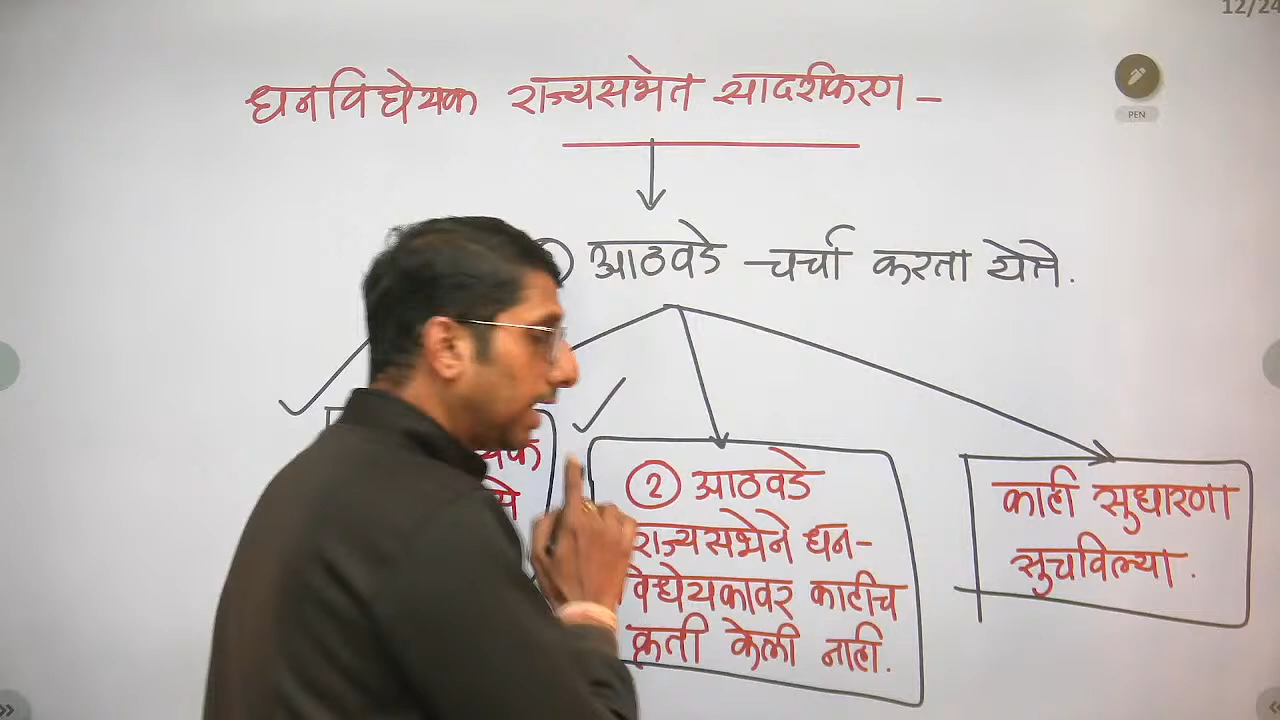 12/24
धनविधेयक राज्यसभेत सादरीकरण –
PEN
आठवडे चर्चा करता येते.
② आठवडे
राज्यसभेने धन-
विधेयकावर काहीच
कृती केली नाही.
काही सुधारणा
सुचविल्या.